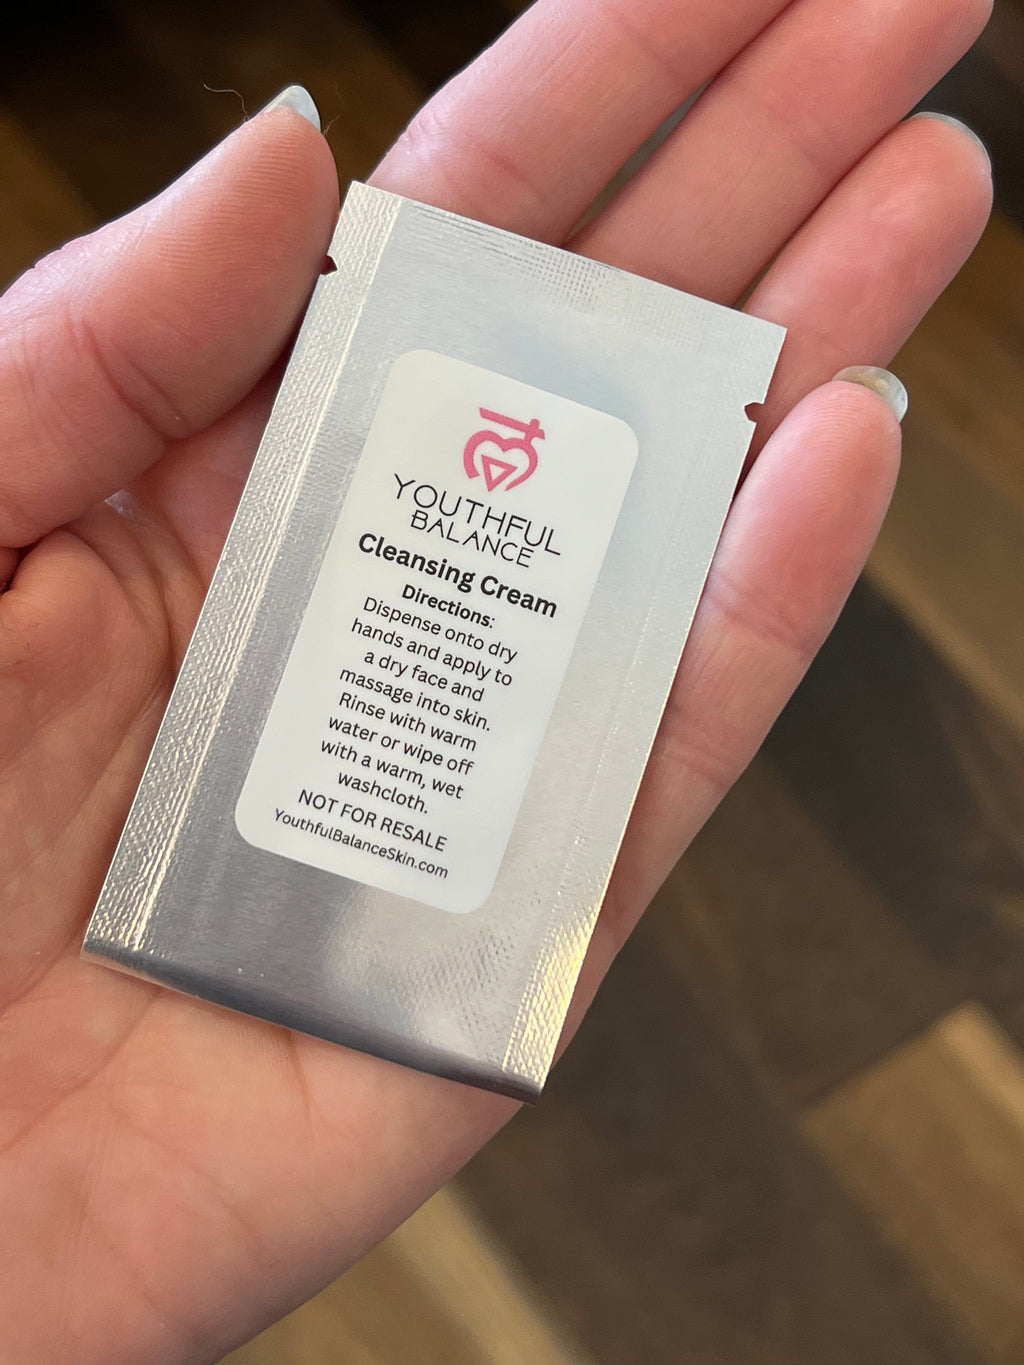 YOUTHFUL
BALANCE
Cleansing Cream
Directions:
Dispense onto dry
hands and apply to
a dry face and
massage into skin.
Rinse with warm
water or wipe off
with a warm, wet
washcloth.
NOT FOR RESALE
YouthfulBalanceSkin.com